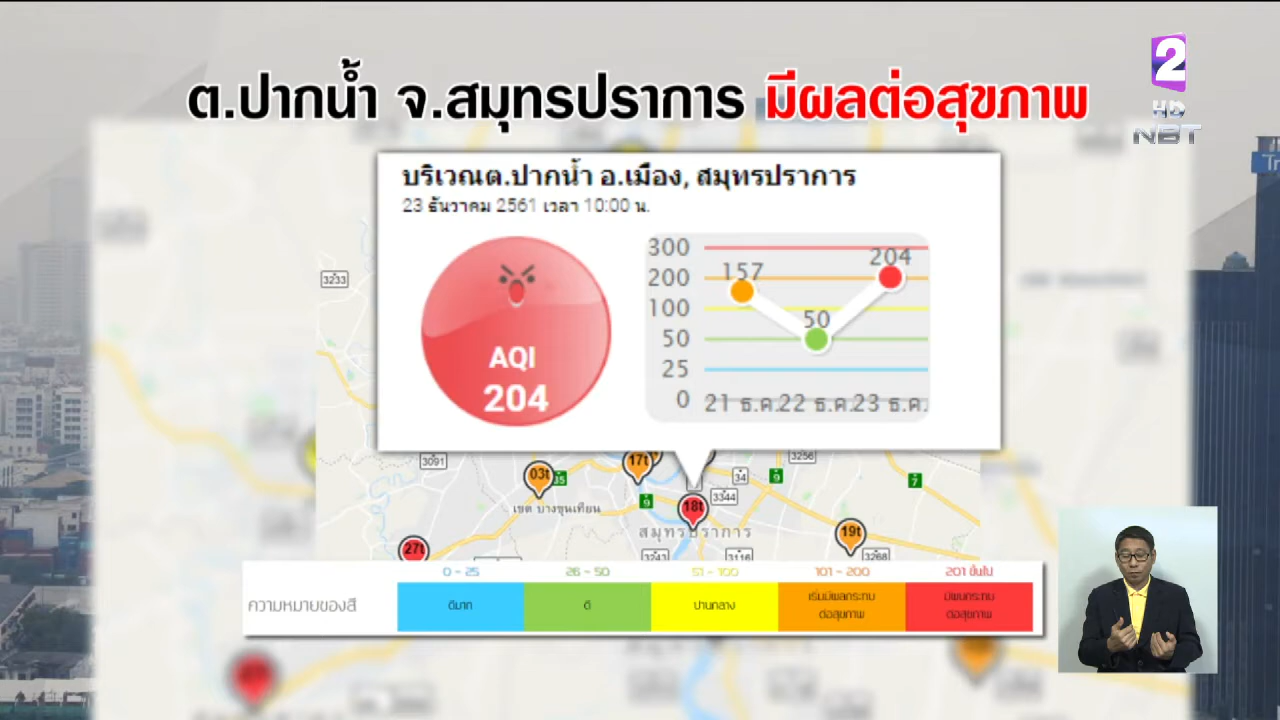 ต.ปากน้ำ จ.สมุทรปราการ มีผลต่อสุขภาพ
2
HD
NBT
บริเวณต.ปากน้ำ อ.เมือง, สมุทรปราการ
23 ธันวาคม 2561 เวลา 10:00 น.
AQI
204
300
200
100
50
25
0
157
50
204
21 ธ.ค.
22 ธ.ค.
23 ธ.ค.
3233
3091
3256
03t
35
17t
34
9
7
9
3344
18t
เขต บางขุนเทียน
สมุทรปราการ
19t
27t
3243
3116
3268
ความหมายของสี
0 - 25
26 - 50
51 - 100
101 - 200
201 ขึ้นไป
ดีมาก
ดี
ปานกลาง
เริ่มมีผลกระทบ
ต่อสุขภาพ
มีผลกระทบ
ต่อสุขภาพ